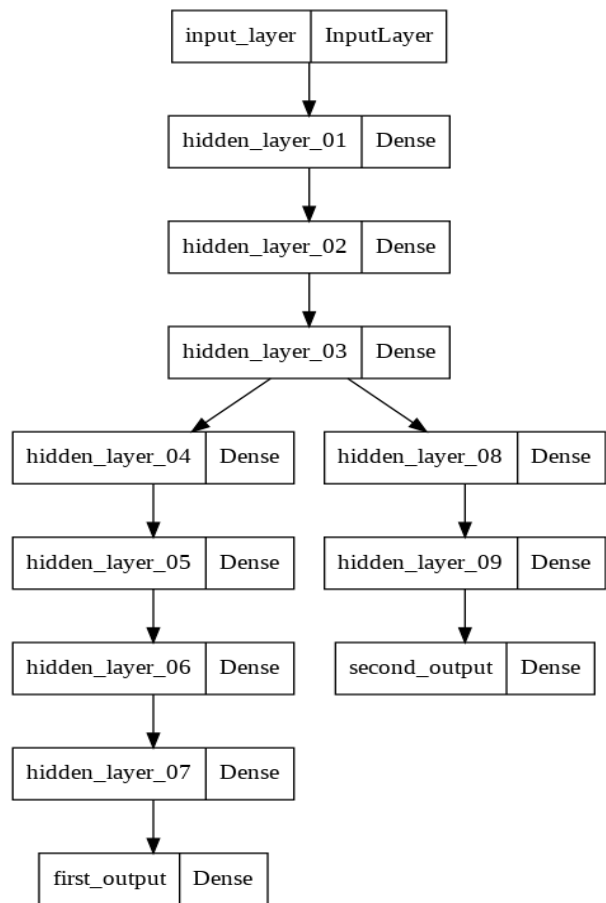 input_layer InputLayer
hidden_layer_01 Dense
hidden_layer_02 Dense
hidden_layer_03 Dense
hidden_layer_04 Dense
hidden_layer_08 Dense
hidden_layer_05 Dense
hidden_layer_09 Dense
hidden_layer_06 Dense
second_output Dense
hidden_layer_07 Dense
first_output Dense